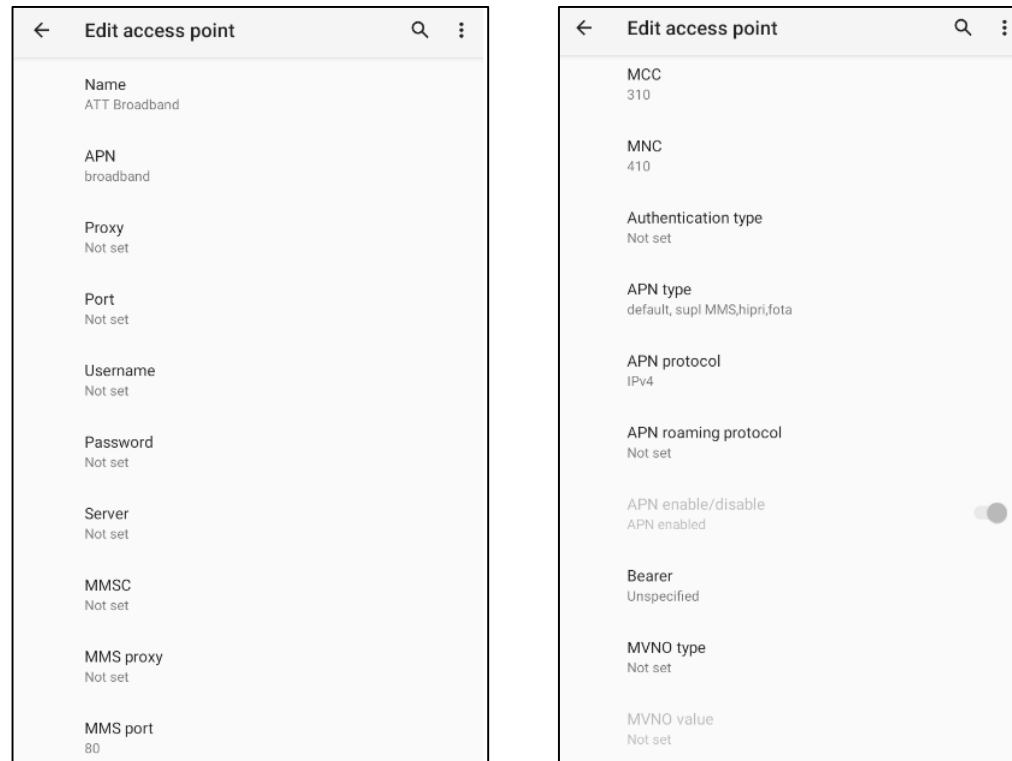 Edit access point
Name
ATT Broadband
APN
broadband
Proxy
Not set
Port
Not set
Username
Not set
Password
Not set
Server
Not set
MMSC
Not set
MMS proxy
Not set
MMS port
80
Edit access point
MCC
310
MNC
410
Authentication type
Not set
APN type
default, supl MMS,hipri,fota
APN protocol
IPv4
APN roaming protocol
Not set
APN enable/disable
APN enabled
Bearer
Unspecified
MVNO type
Not set
MVNO value
Not set